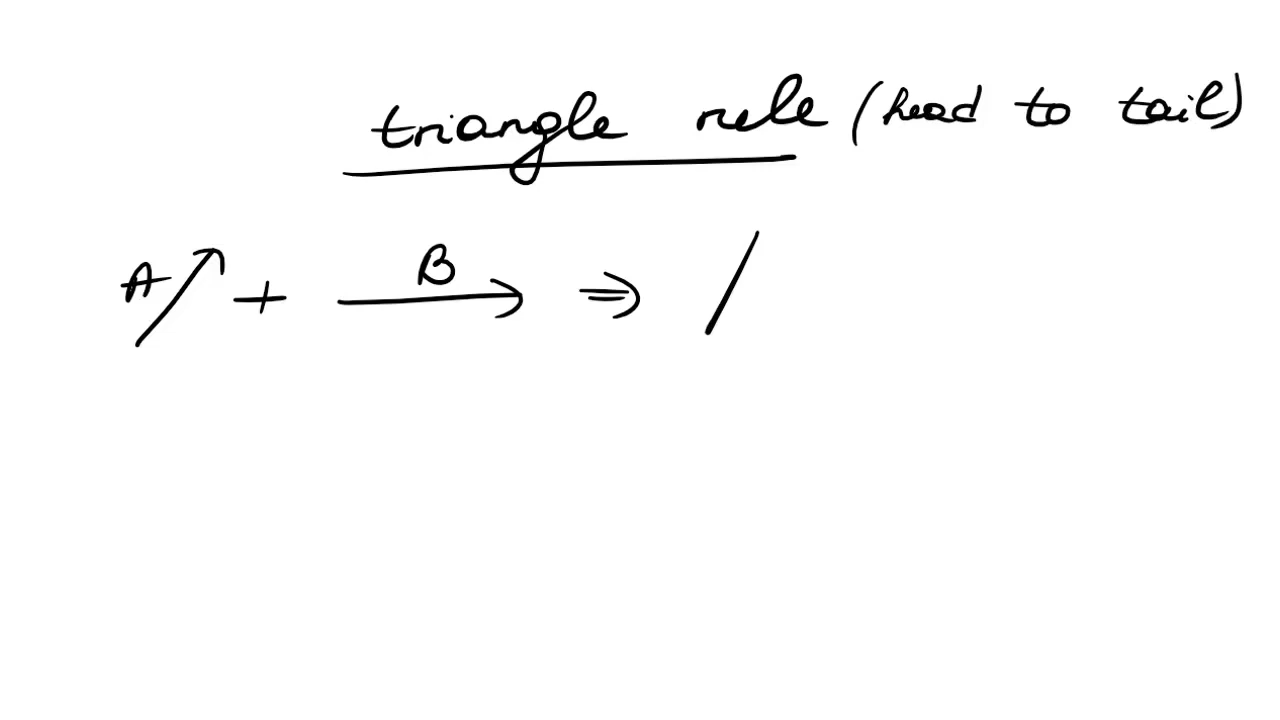 triangle rule (head to tail)
A + B ⇒